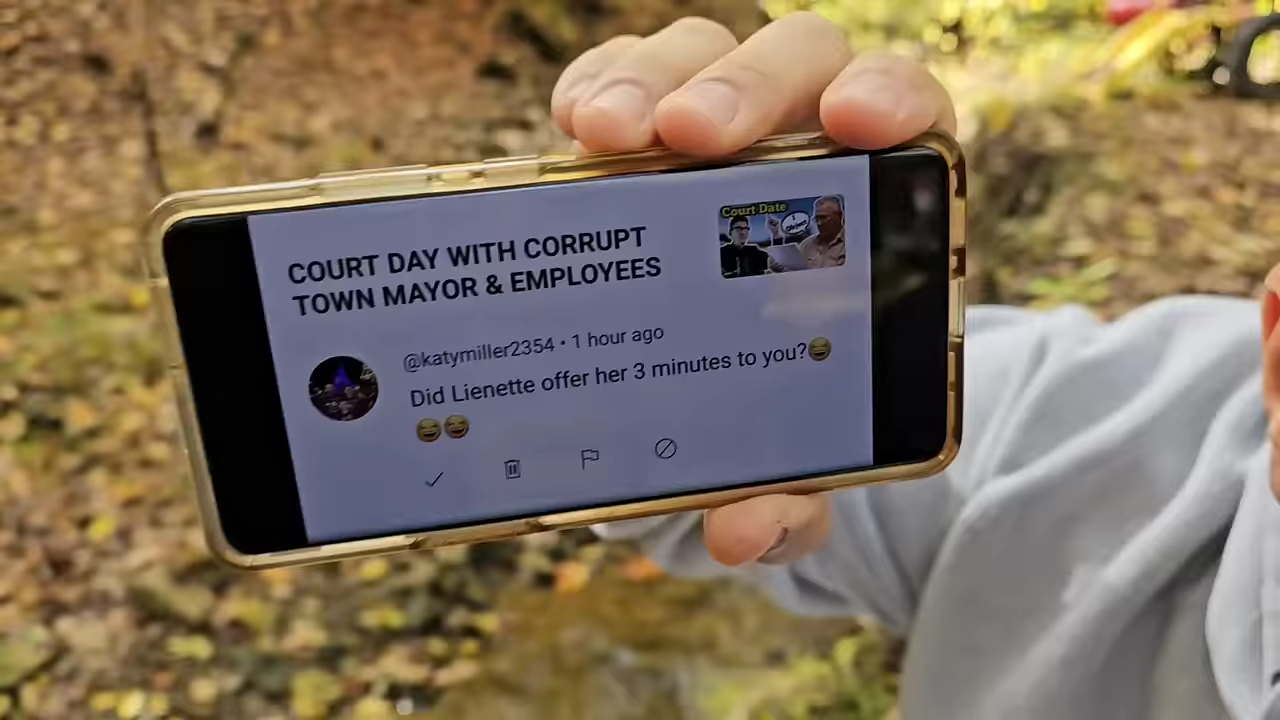 COURT DAY WITH CORRUPT
TOWN MAYOR & EMPLOYEES
Court Date
@katymiller2354 • 1 hour ago
Did Lienette offer her 3 minutes to you?😆
😆😆